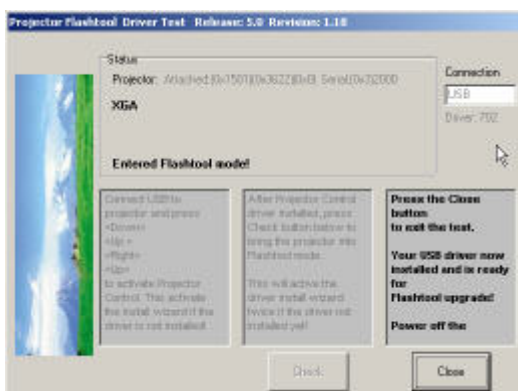 Projector Flashtool Driver Test Release: 5.0 Revision: 1.18
Status
Projector: Attached
XGA
Entered Flashtool mode!
Connection
USB
Driver: 702
Connect USB to
projector and press
<Down>
<Up>
<Right>
<Up>
to activate Projector
Control. This activate
the install wizard if the
driver is not installed!
After Projector Control
driver installed, press
Check button below to
bring the projector into
Flashtool mode.
This will active the
driver install wizard
twice if the driver not
installed yet!
Press the Close
button
to exit the test.
Your USB driver now
installed and is ready
for
Flashtool upgrade!
Power off the
Check
Close